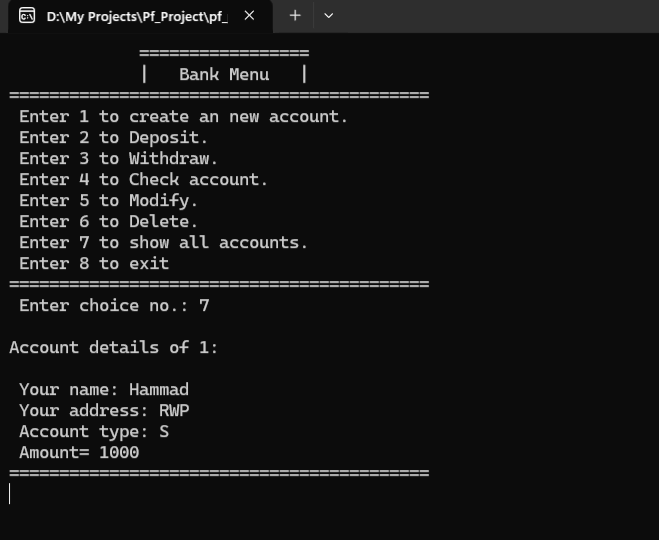 D:\My Projects\Pf_Project\pf_
=================
|   Bank Menu   |
==========================================
Enter 1 to create an new account.
Enter 2 to Deposit.
Enter 3 to Withdraw.
Enter 4 to Check account.
Enter 5 to Modify.
Enter 6 to Delete.
Enter 7 to show all accounts.
Enter 8 to exit
==========================================
Enter choice no.: 7
Account details of 1:
Your name: Hammad
Your address: RWP
Account type: S
Amount= 1000
==========================================